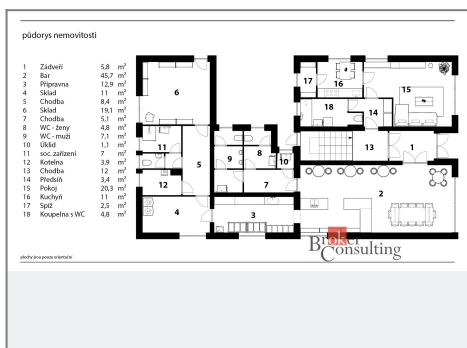 půdorys nemovitosti
1 Zádveří 5,8 m²
2 Bar 45,7 m²
3 Přípravna 12,9 m²
4 Sklad 11 m²
5 Chodba 8,4 m²
6 Sklad 19,1 m²
7 Chodba 5,1 m²
8 WC - ženy 4,8 m²
9 WC - muži 7,1 m²
10 Úklid 1,1 m²
11 soc. zařízení 7 m²
12 Kotelna 3,9 m²
13 Chodba 12 m²
14 Předsíň 3,4 m²
15 Pokoj 20,3 m²
16 Kuchyň 11 m²
17 Spíž 2,5 m²
18 Koupelna s WC 4,8 m²
6
17
16
15
18
14
11
9
8
10
5
13
1
12
7
2
4
3
Broker
Consulting
plochy jsou pouze orientační